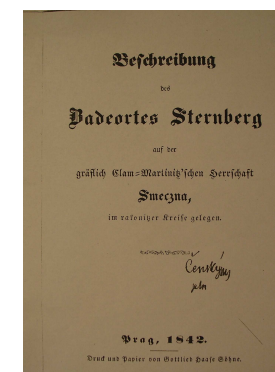 Beschreibung
des
Badeortes Sternberg
auf der
gräflich Clam=Martinitz'schen Herrschaft
Smeczna,
im rakonitzer Kreise gelegen.
Prag, 1842.
Druck und Papier von Gottlieb Haase Söhne.